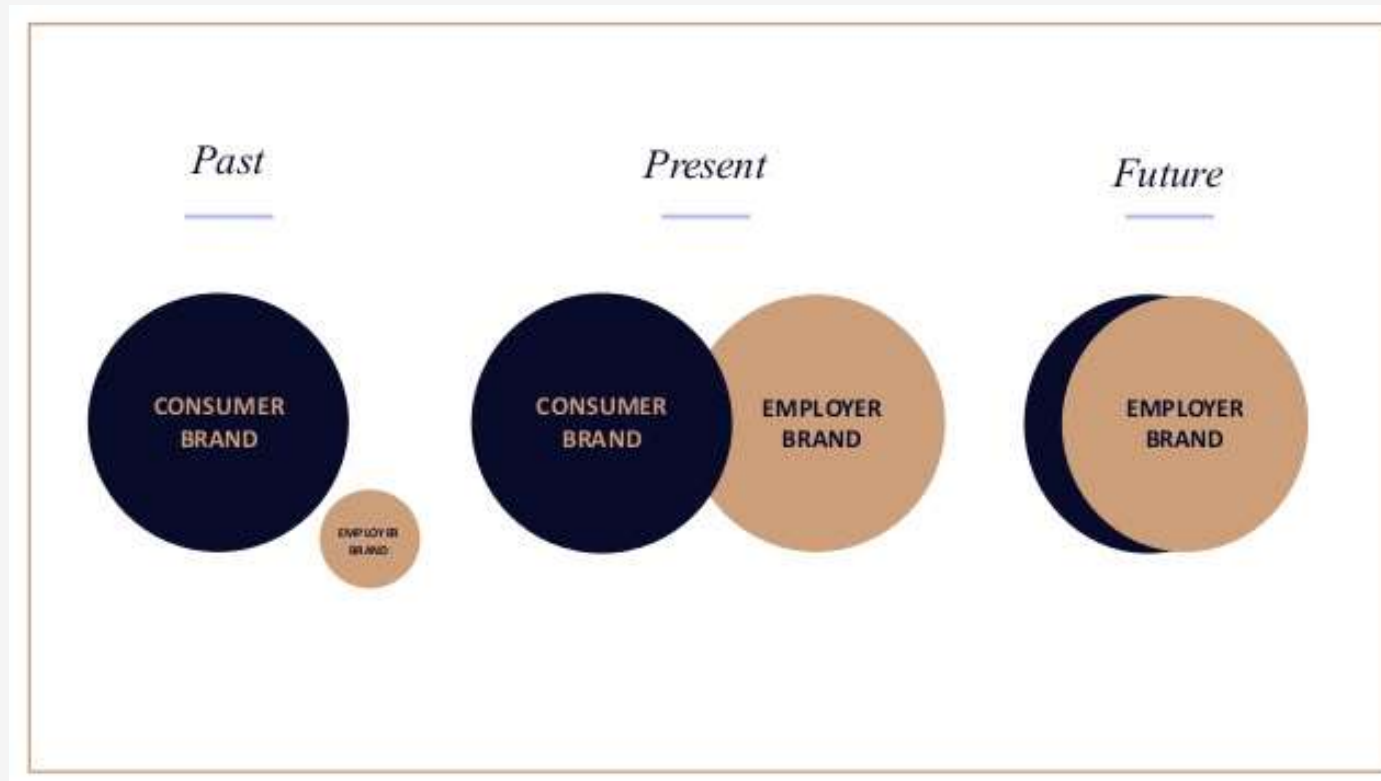 Past
Present
Future
CONSUMER
BRAND
EMPLOYER
BRAND
CONSUMER
BRAND
EMPLOYER
BRAND
EMPLOYER
BRAND